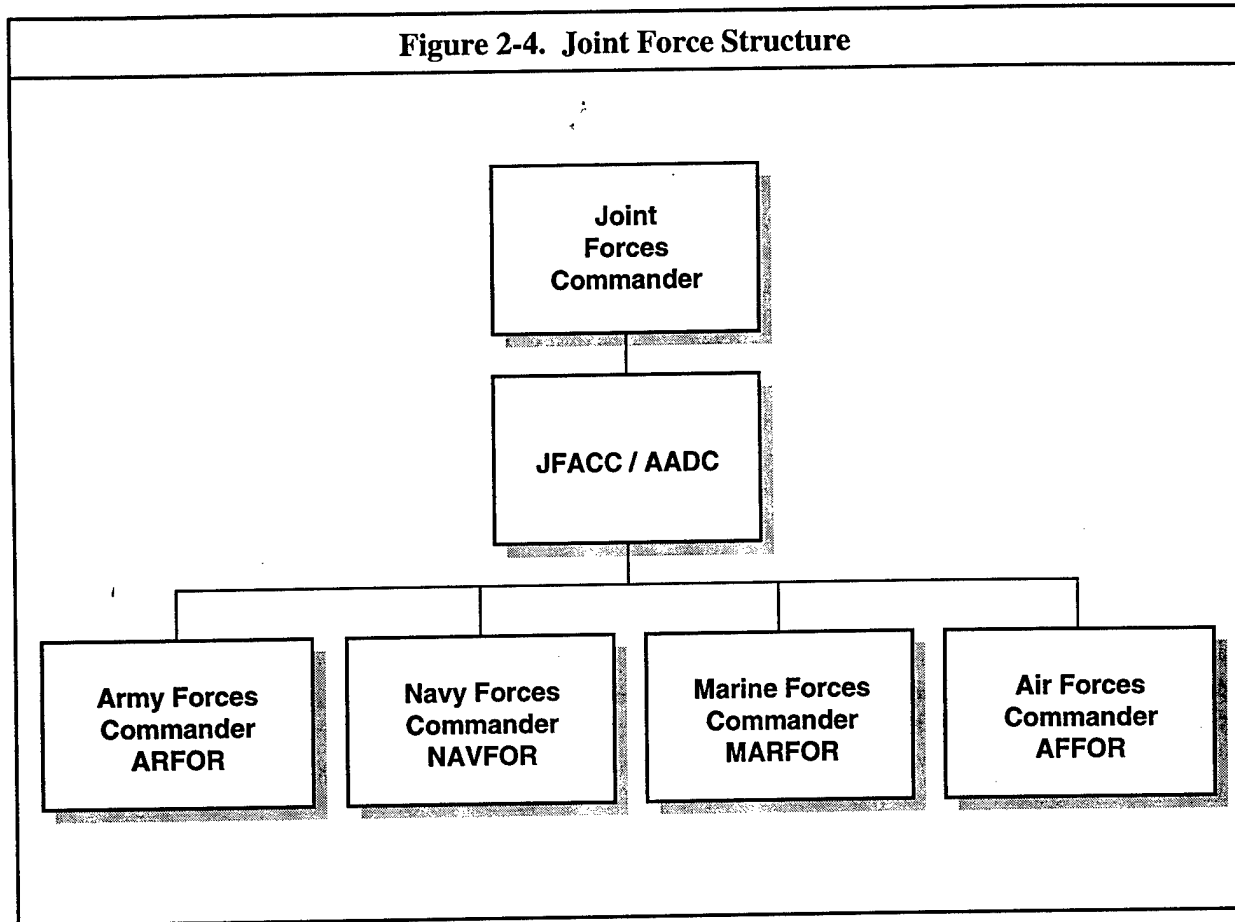 Figure 2-4. Joint Force Structure
Joint
Forces
Commander
JFACC / AADC
Army Forces
Commander
ARFOR
Navy Forces
Commander
NAVFOR
Marine Forces
Commander
MARFOR
Air Forces
Commander
AFFOR